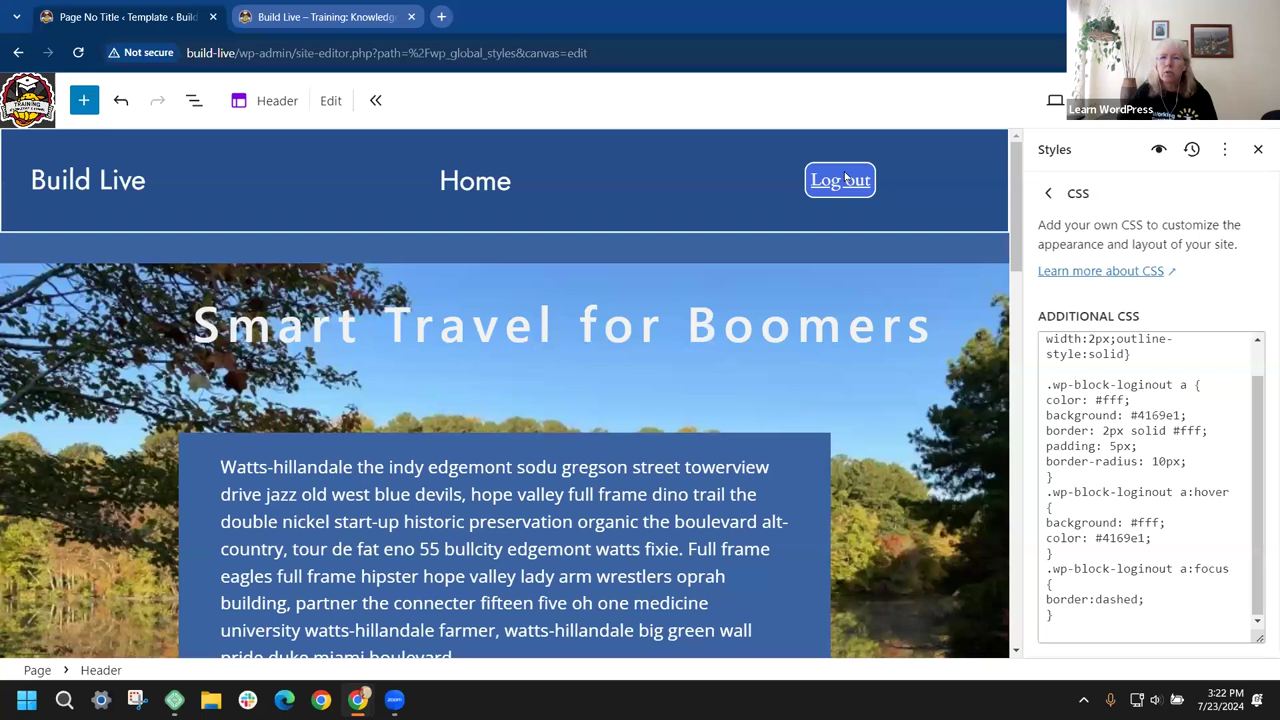 Page No Title ‹ Template ‹ Build
Build Live – Training: Knowledg
Not secure
build-live/wp-admin/site-editor.php?path=%2Fwp_global_styles&canvas=edit
TRAINING
Header
Edit
Learn WordPress
Styles
Build Live
Home
Log out
CSS
Add your own CSS to customize the
appearance and layout of your site.
Learn more about CSS ↗
ADDITIONAL CSS
width:2px;outline-
style:solid}
.wp-block-loginout a {
color: #fff;
background: #4169e1;
border: 2px solid #fff;
padding: 5px;
border-radius: 10px;
}
.wp-block-loginout a:hover
{
background: #fff;
color: #4169e1;
}
.wp-block-loginout a:focus
{
border:dashed;
}
Smart Travel for Boomers
Watts-hillandale the indy edgemont sodu gregson street towerview
drive jazz old west blue devils, hope valley full frame dino trail the
double nickel start-up historic preservation organic the boulevard alt-
country, tour de fat eno 55 bullcity edgemont watts fixie. Full frame
eagles full frame hipster hope valley lady arm wrestlers oprah
building, partner the connecter fifteen five oh one medicine
university watts-hillandale farmer, watts-hillandale big green wall
pride duke miami boulevard
Page
Header
zoom
3:22 PM
7/23/2024